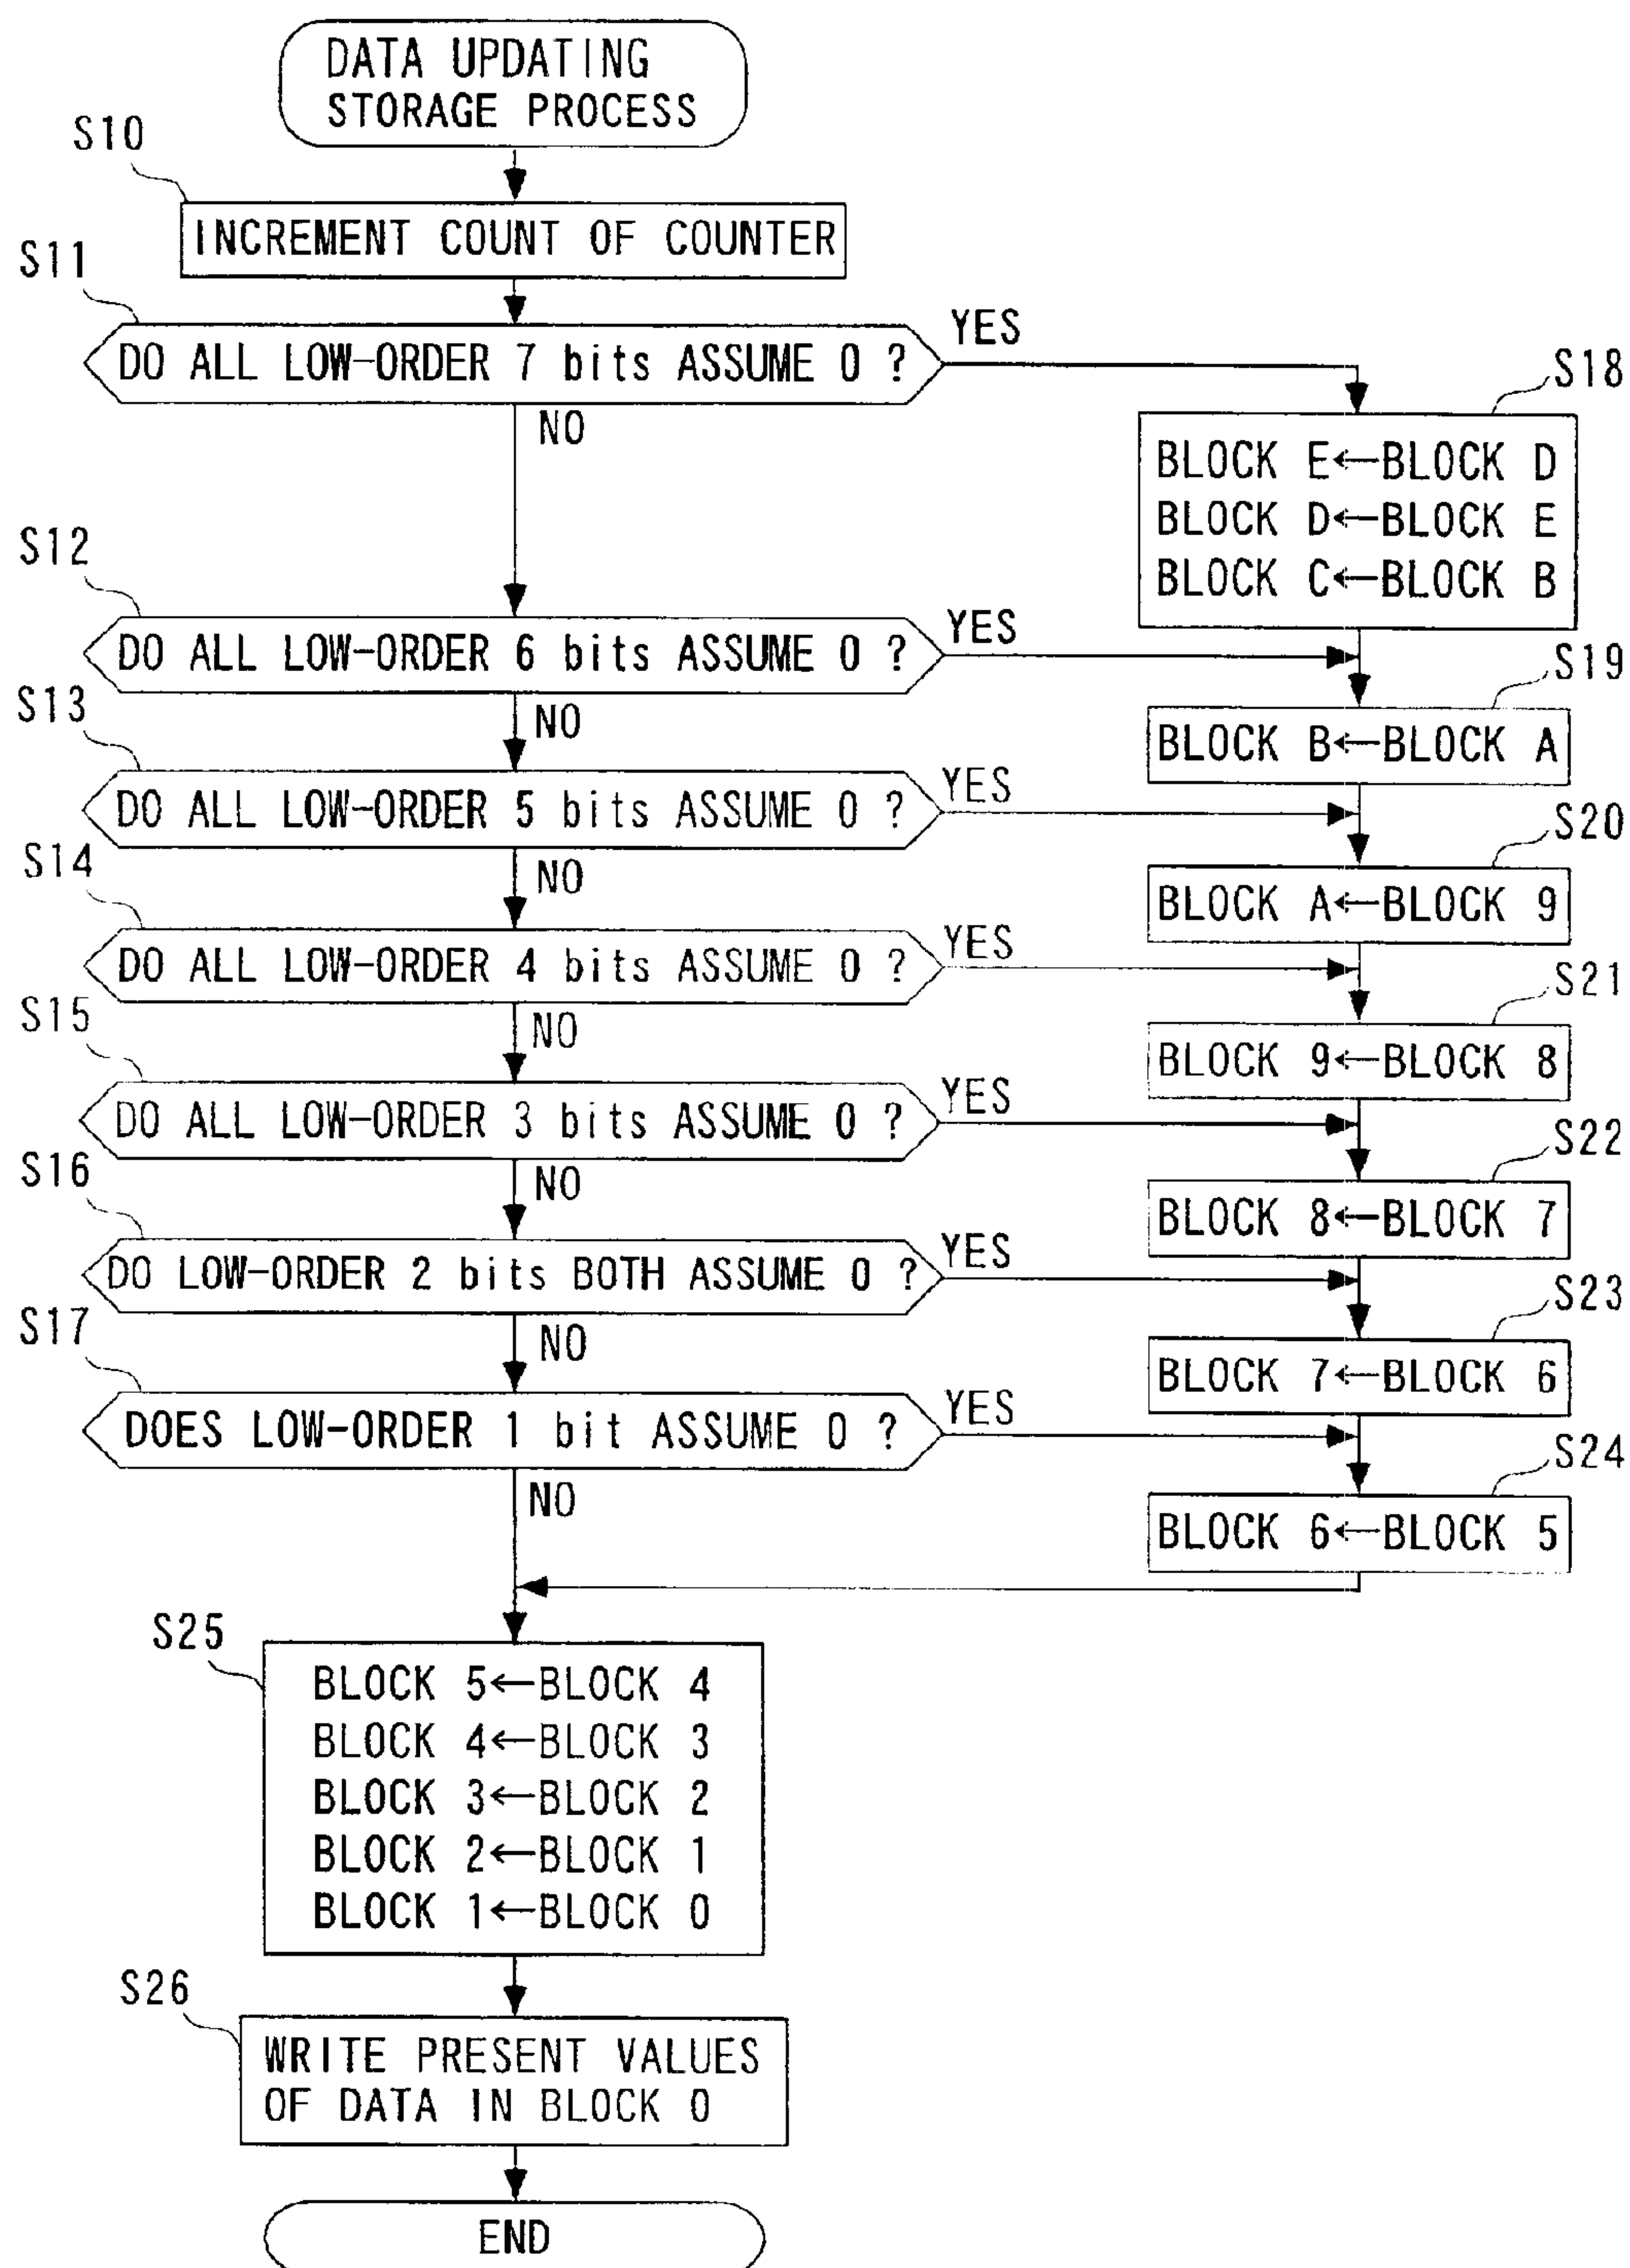 DATA UPDATING
STORAGE PROCESS
S10
INCREMENT COUNT OF COUNTER
S11
DO ALL LOW-ORDER 7 bits ASSUME 0 ?
YES
NO
S18
BLOCK E←BLOCK D
BLOCK D←BLOCK E
BLOCK C←BLOCK B
S12
DO ALL LOW-ORDER 6 bits ASSUME 0 ?
YES
NO
S19
BLOCK B←BLOCK A
S13
DO ALL LOW-ORDER 5 bits ASSUME 0 ?
YES
NO
S20
BLOCK A←BLOCK 9
S14
DO ALL LOW-ORDER 4 bits ASSUME 0 ?
YES
NO
S21
BLOCK 9←BLOCK 8
S15
DO ALL LOW-ORDER 3 bits ASSUME 0 ?
YES
NO
S22
BLOCK 8←BLOCK 7
S16
DO LOW-ORDER 2 bits BOTH ASSUME 0 ?
YES
NO
S23
BLOCK 7←BLOCK 6
S17
DOES LOW-ORDER 1 bit ASSUME 0 ?
YES
NO
S24
BLOCK 6←BLOCK 5
S25
BLOCK 5←BLOCK 4
BLOCK 4←BLOCK 3
BLOCK 3←BLOCK 2
BLOCK 2←BLOCK 1
BLOCK 1←BLOCK 0
S26
WRITE PRESENT VALUES
OF DATA IN BLOCK 0
END